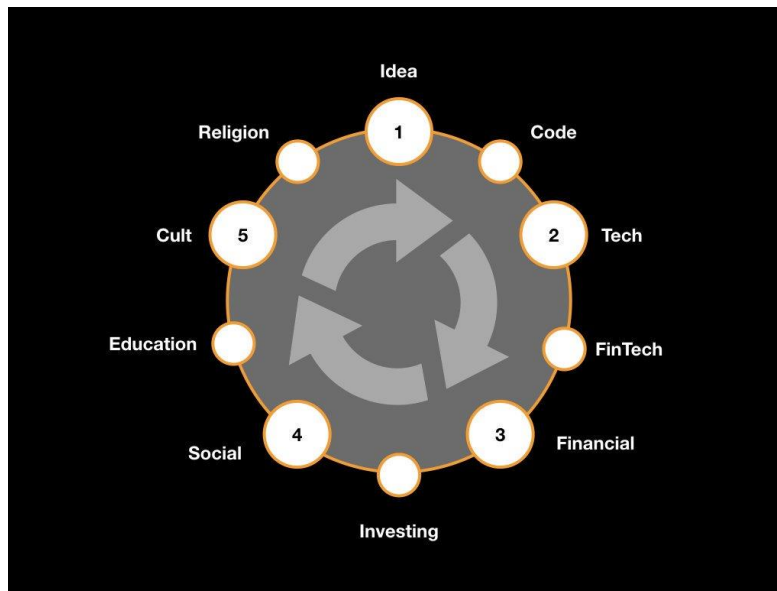 Idea
1
Code
Religion
2
Tech
5
Cult
FinTech
Education
3
Financial
4
Social
Investing